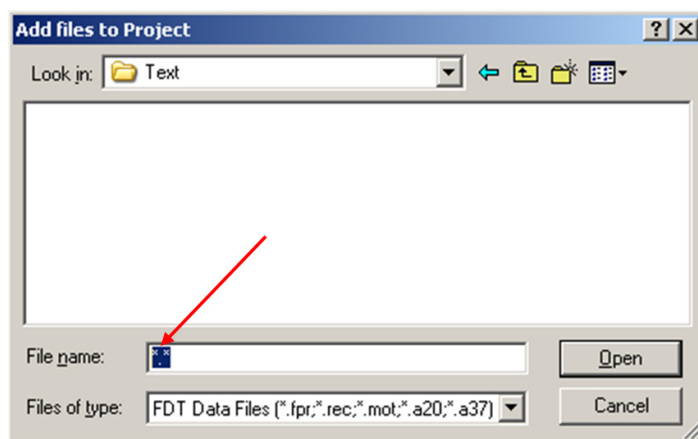 Add files to Project
Look in: Text
File name: *.*
Open
Files of type: FDT Data Files (*.fpr;*.rec;*.mot;*.a20;*.a37)
Cancel